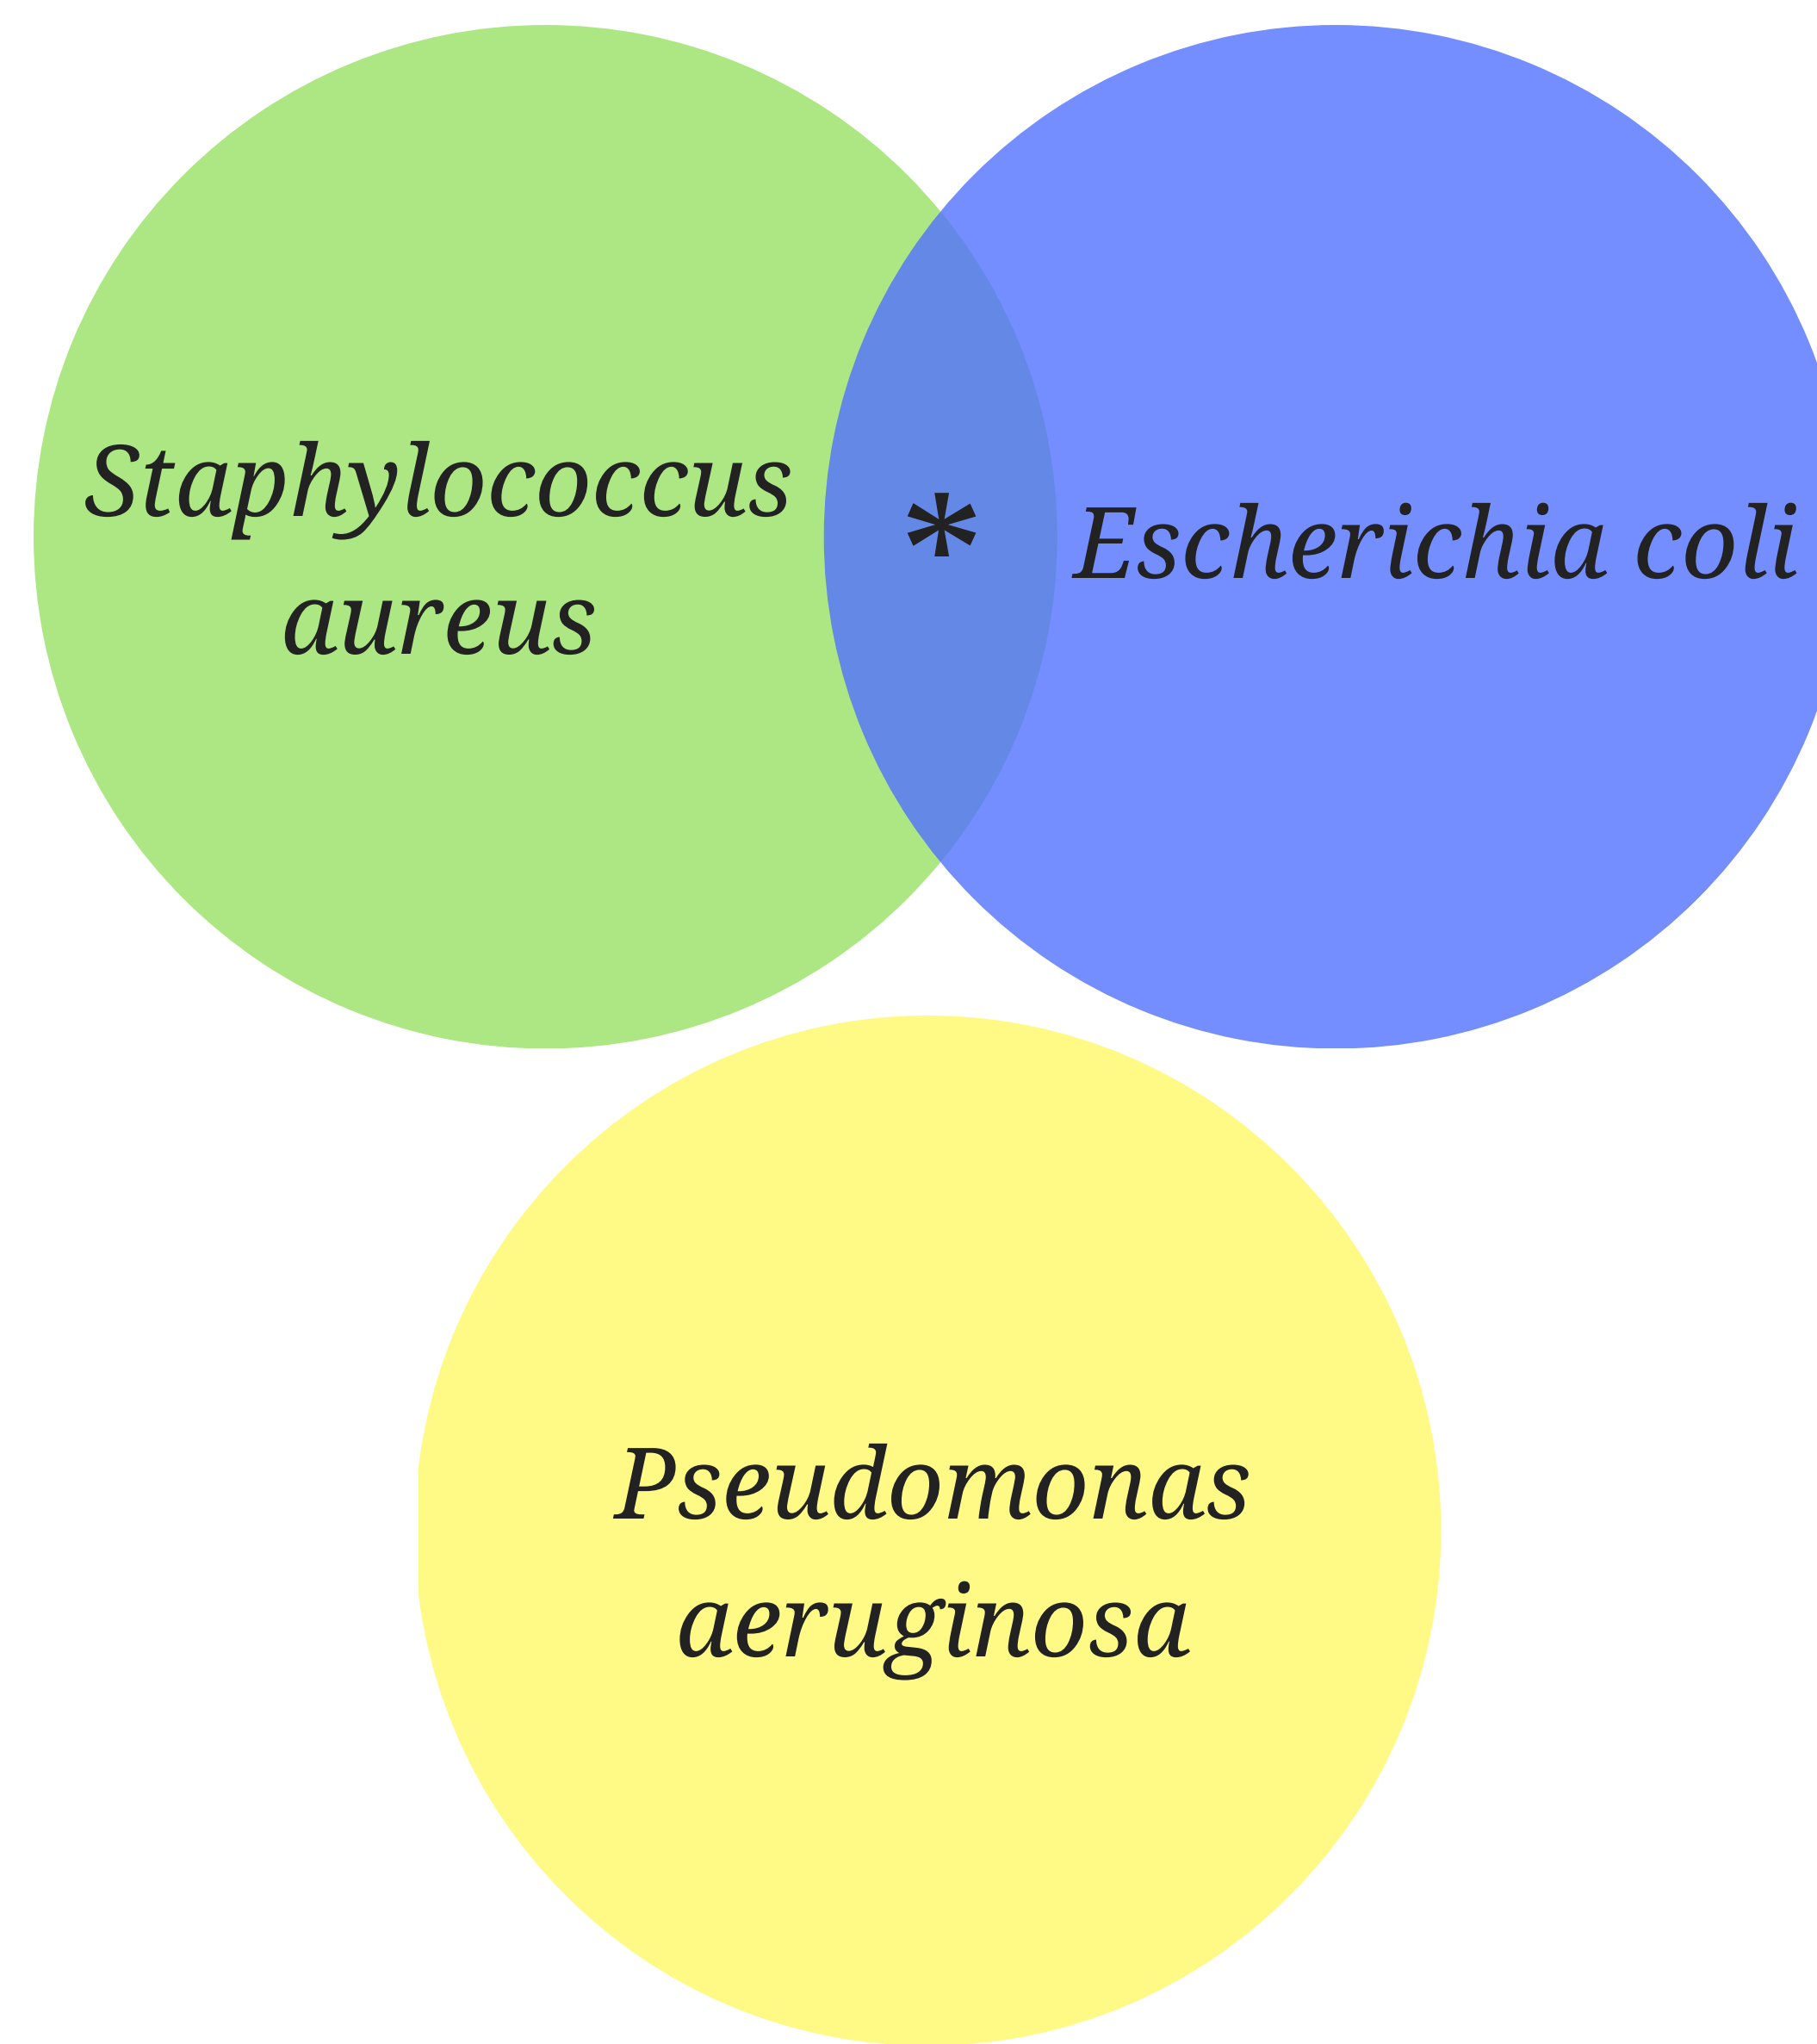 Staphylococcus
aureus
*
Escherichia coli
Pseudomonas
aeruginosa